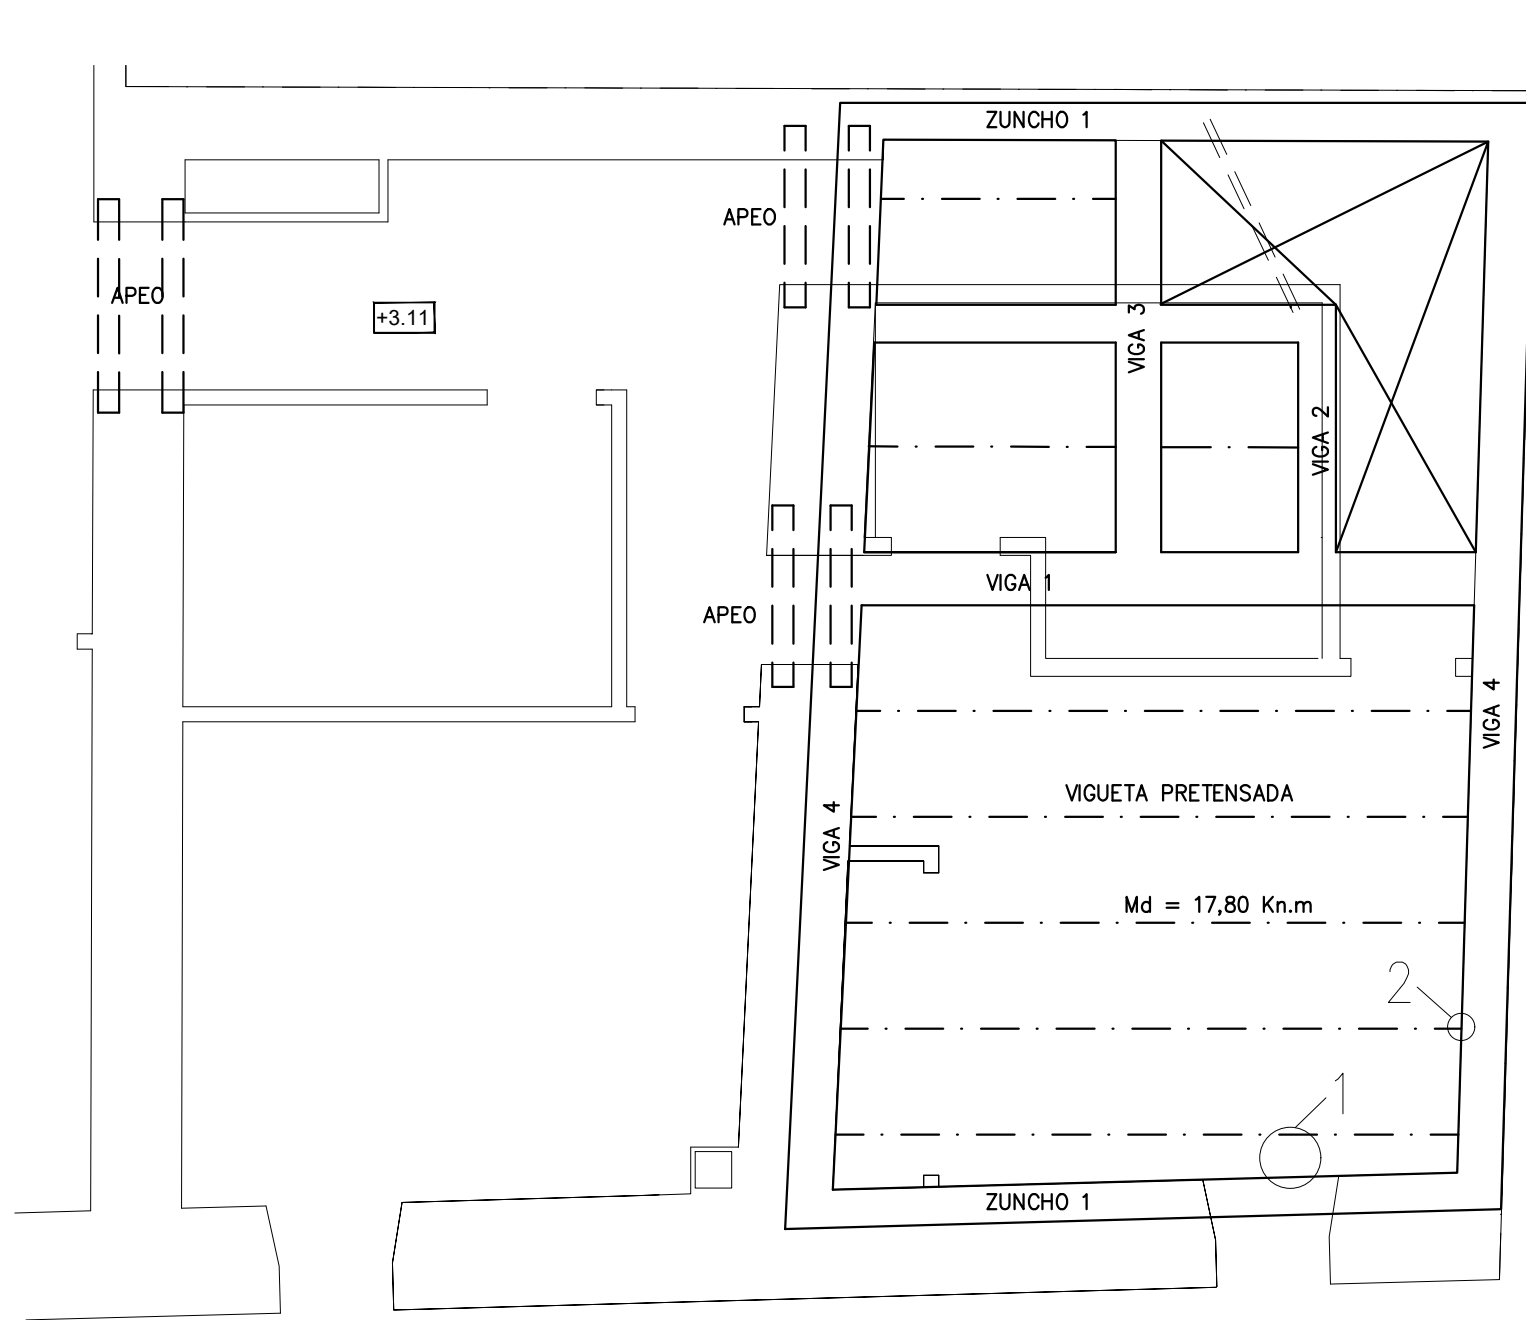 ZUNCHO 1
APEO
APEO
+3.11
VIGA 3
VIGA 2
VIGA 1
APEO
VIGA 4
VIGUETA PRETENSADA
VIGA 4
Md = 17,80 Kn.m
2
1
ZUNCHO 1